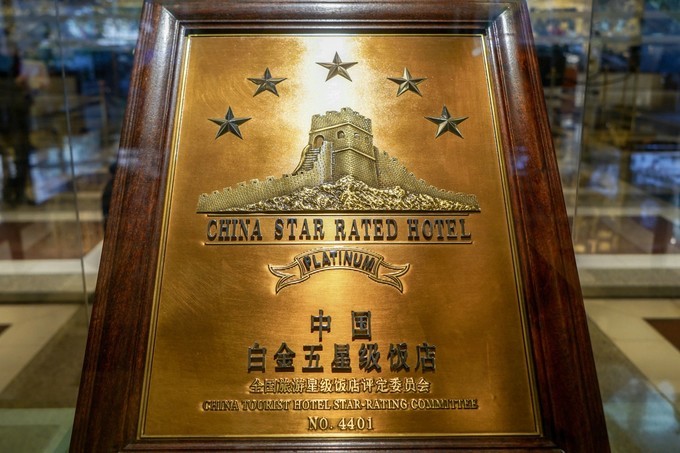 CHINA STAR RATED HOTEL
PLATINUM
中国
白金五星级饭店
全国旅游星级饭店评定委员会
CHINA TOURIST HOTEL STAR-RATING COMMITTEE
NO. 4401